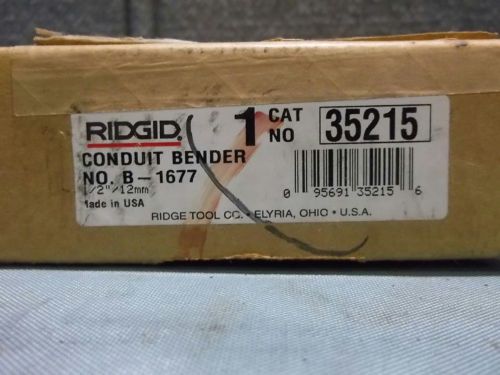 RIDGID®
1 CAT NO 35215
CONDUIT BENDER
NO. B-1677
1/2"/12mm
Made in USA
0 95691 35215 6
RIDGE TOOL CO. • ELYRIA, OHIO • U.S.A.